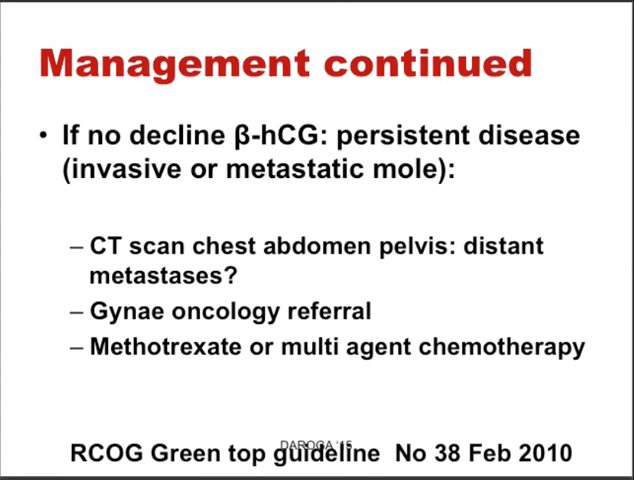 Management continued
• If no decline β-hCG: persistent disease
(invasive or metastatic mole):
– CT scan chest abdomen pelvis: distant
metastases?
– Gynae oncology referral
– Methotrexate or multi agent chemotherapy
DAROGA '15
RCOG Green top guideline No 38 Feb 2010